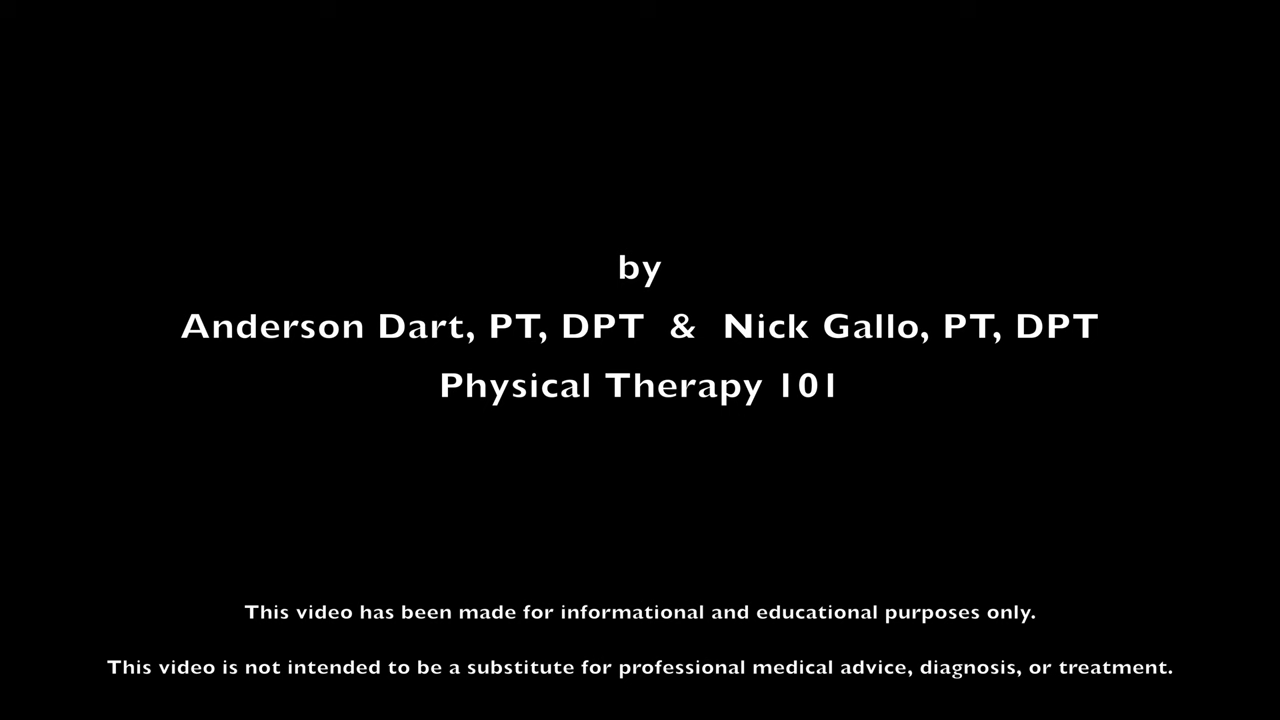 by
Anderson Dart, PT, DPT & Nick Gallo, PT, DPT
Physical Therapy 101
This video has been made for informational and educational purposes only.
This video is not intended to be a substitute for professional medical advice, diagnosis, or treatment.